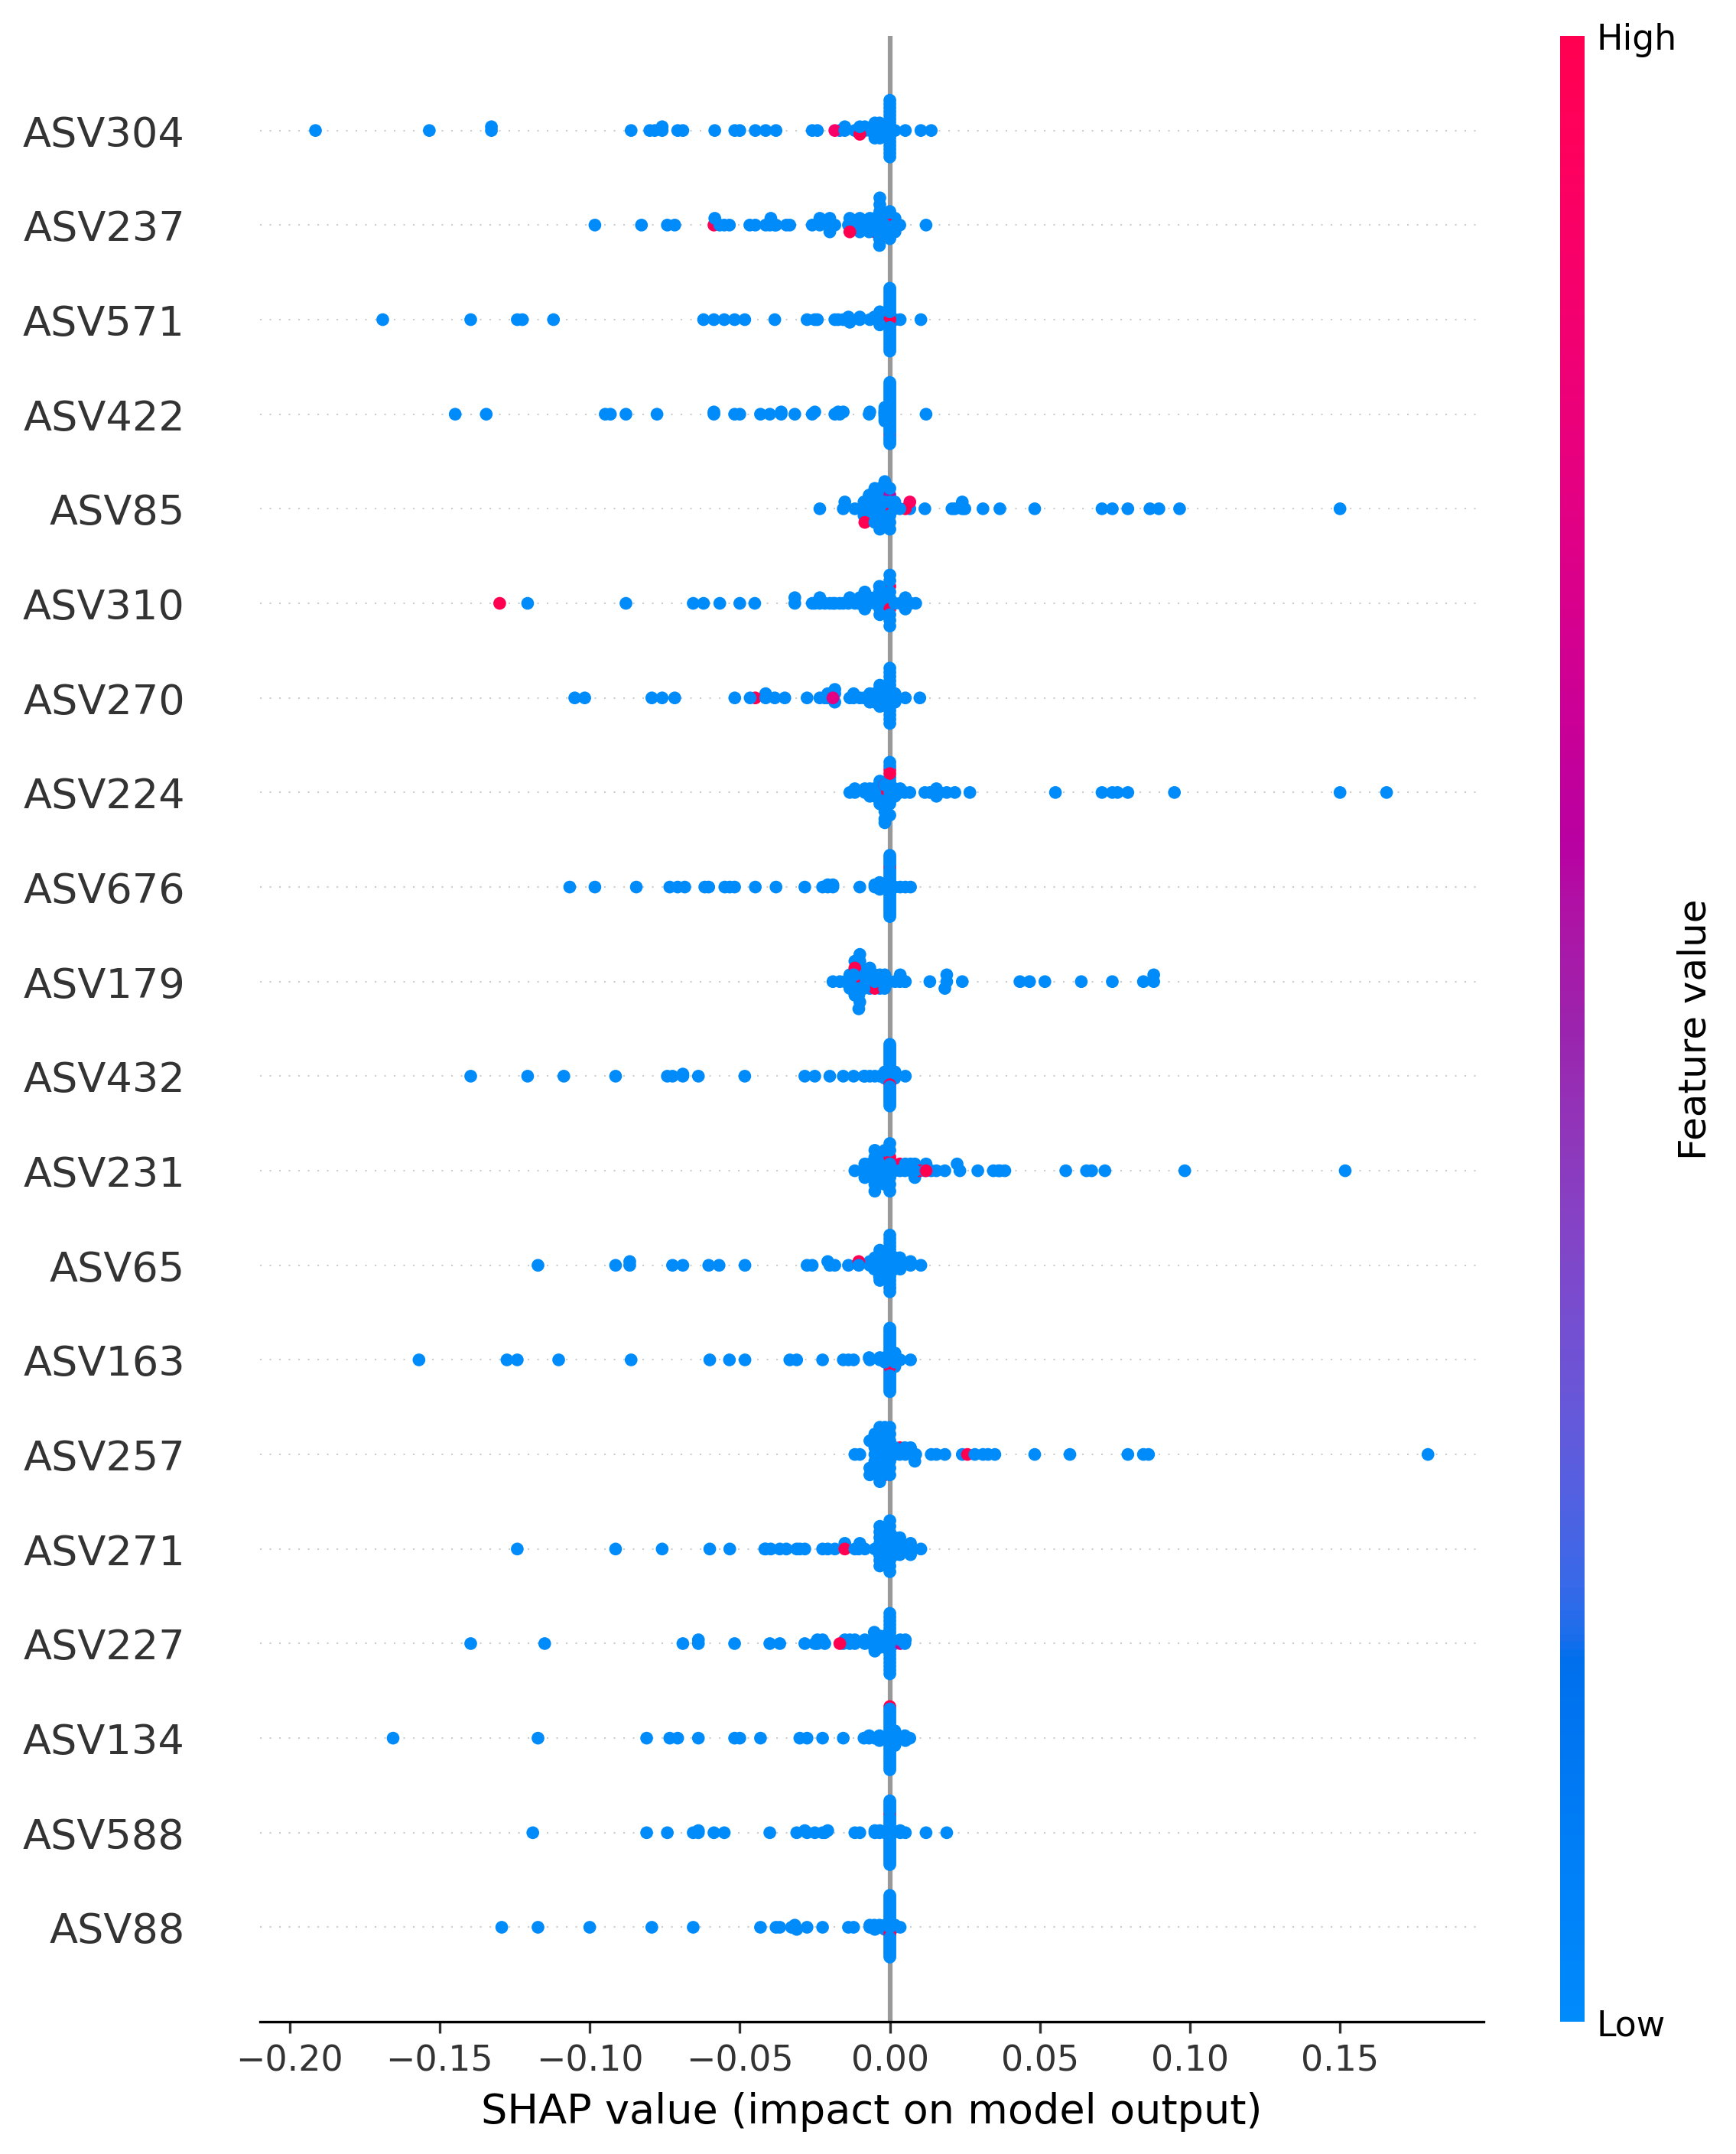 High
ASV304
ASV237
ASV571
ASV422
ASV85
ASV310
ASV270
ASV224
ASV676
ASV179
ASV432
ASV231
ASV65
ASV163
ASV257
ASV271
ASV227
ASV134
ASV588
ASV88
Feature value
Low
−0.20 −0.15 −0.10 −0.05 0.00 0.05 0.10 0.15
SHAP value (impact on model output)